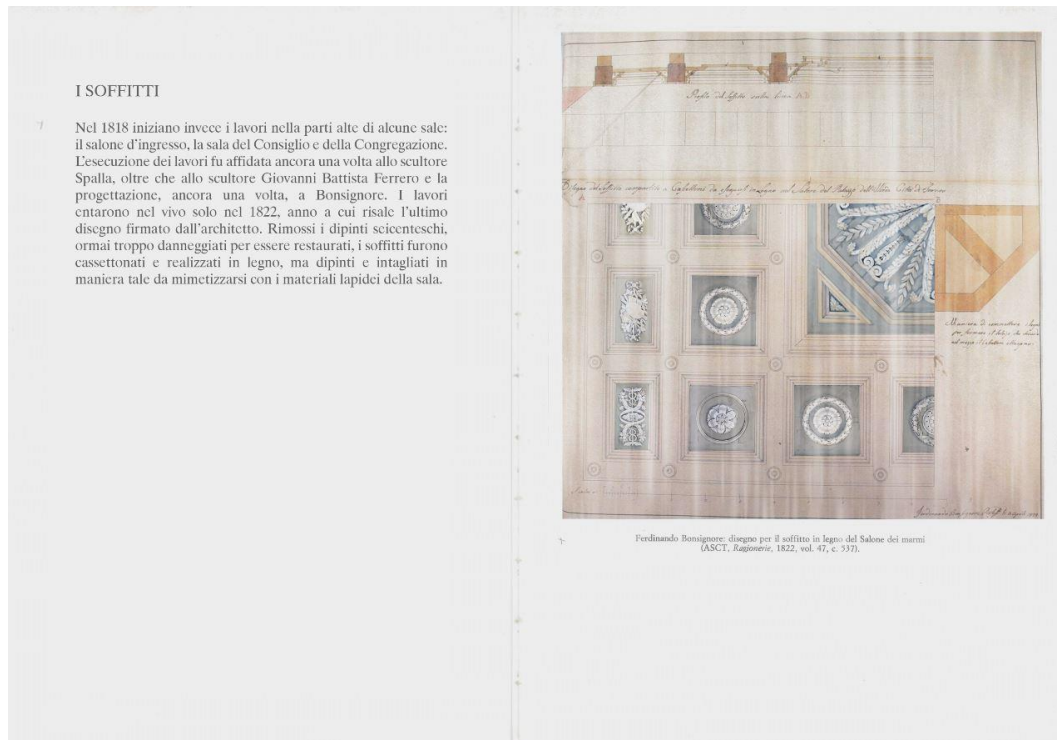 I SOFFITTI
Nel 1818 iniziano invece i lavori nella parti alte di alcune sale:
il salone d'ingresso, la sala del Consiglio e della Congregazione.
L'esecuzione dei lavori fu affidata ancora una volta allo scultore
Spalla, oltre che allo scultore Giovanni Battista Ferrero e la
progettazione, ancora una volta, a Bonsignore. I lavori
entarono nel vivo solo nel 1822, anno a cui risale l'ultimo
disegno firmato dall'architetto. Rimossi i dipinti seicenteschi,
ormai troppo danneggiati per essere restaurati, i soffitti furono
cassettonati e realizzati in legno, ma dipinti e intagliati in
maniera tale da mimetizzarsi con i materiali lapidei della sala.
Disegno del Soffitto
Ferdinando Bonsignore: disegno per il soffitto in legno del Salone dei marmi
(ASCT, Ragionerie, 1822, vol. 47, c. 537).